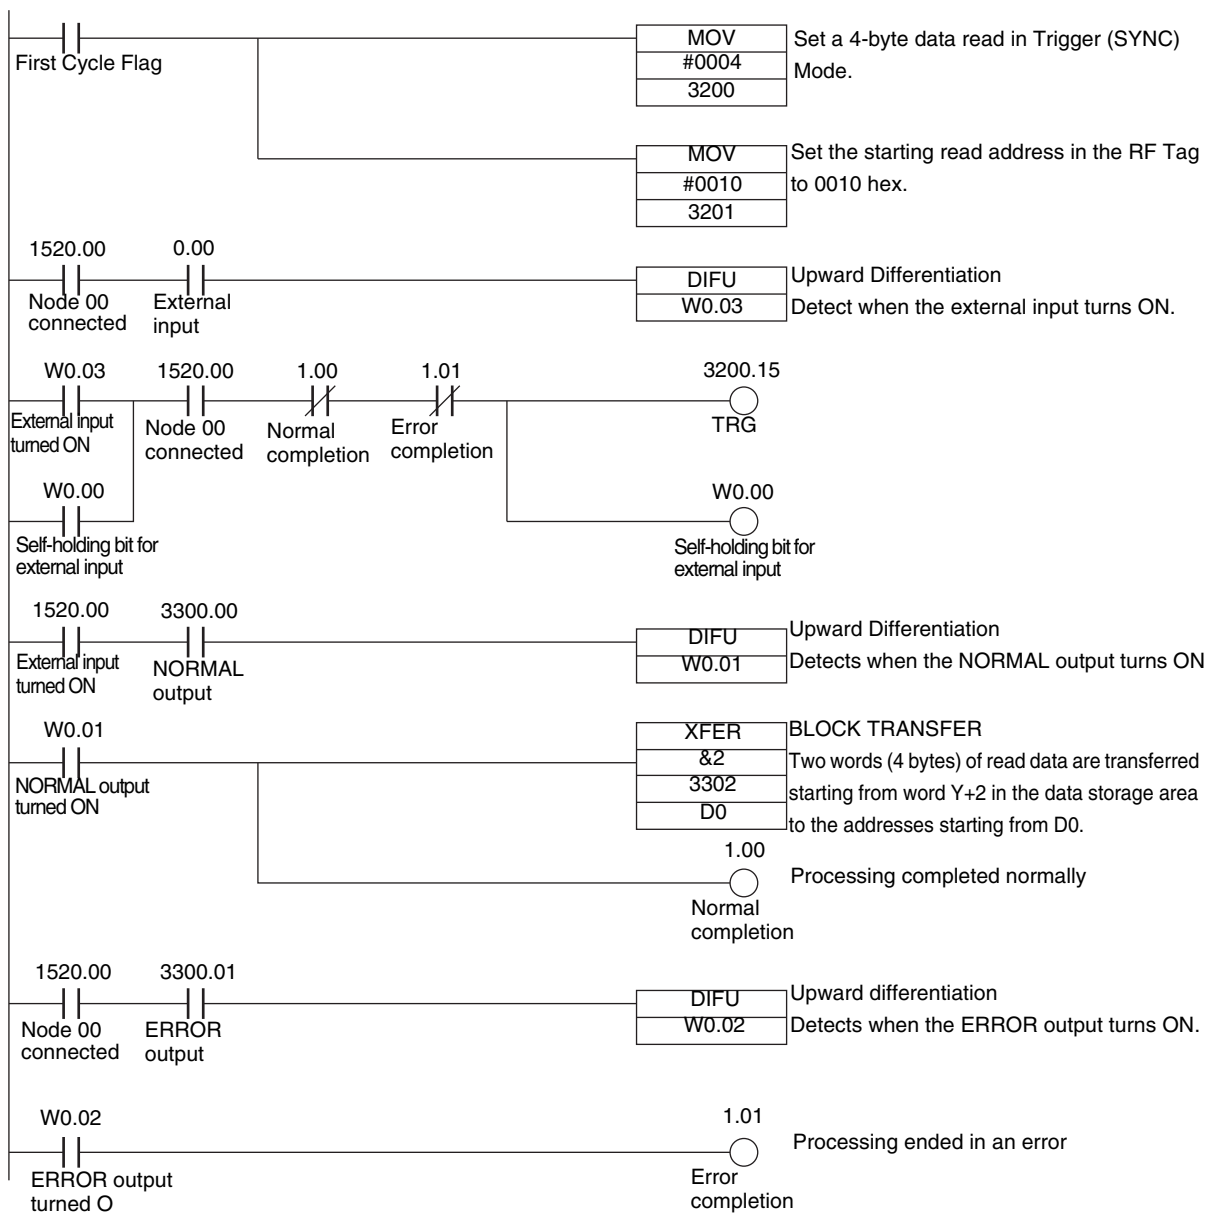 MOV
Set a 4-byte data read in Trigger (SYNC)
First Cycle Flag
#0004
Mode.
3200
MOV
Set the starting read address in the RF Tag
#0010
to 0010 hex.
3201
1520.00
0.00
DIFU
Upward Differentiation
Node 00
connected
External
input
W0.03
Detect when the external input turns ON.
W0.03
1520.00
1.00
1.01
3200.15
External input
turned ON
Node 00
connected
Normal
completion
Error
completion
TRG
W0.00
W0.00
Self-holding bit for
external input
Self-holding bit for
external input
1520.00
3300.00
DIFU
Upward Differentiation
External input
turned ON
NORMAL
output
W0.01
Detects when the NORMAL output turns ON
W0.01
XFER
BLOCK TRANSFER
&2
Two words (4 bytes) of read data are transferred
NORMAL output
turned ON
3302
starting from word Y+2 in the data storage area
D0
to the addresses starting from D0.
1.00
Processing completed normally
Normal
completion
1520.00
3300.01
DIFU
Upward differentiation
Node 00
connected
ERROR
output
W0.02
Detects when the ERROR output turns ON.
W0.02
1.01
Processing ended in an error
ERROR output
turned O
Error
completion